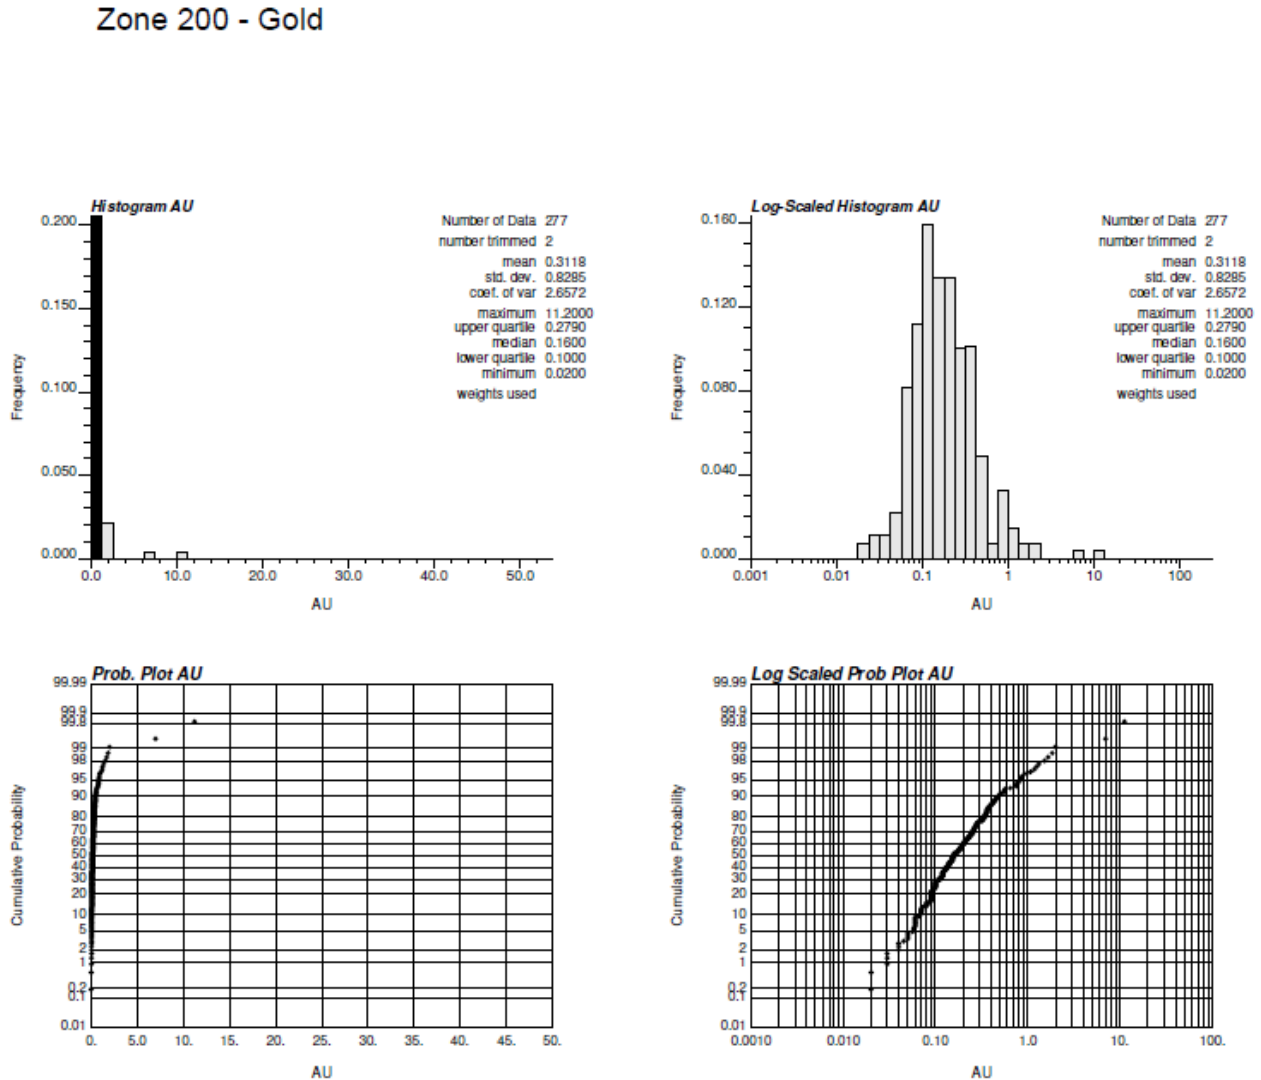 Zone 200 - Gold
Histogram AU
Number of Data 277
number trimmed 2
mean 0.3118
std. dev. 0.8285
coef. of var 2.6572
maximum 11.2000
upper quartile 0.2790
median 0.1600
lower quartile 0.1000
minimum 0.0200
weights used
Frequency
0.200
0.150
0.100
0.050
0.000
0.0 10.0 20.0 30.0 40.0 50.0
AU
Log-Scaled Histogram AU
Number of Data 277
number trimmed 2
mean 0.3118
std. dev. 0.8285
coef. of var 2.6572
maximum 11.2000
upper quartile 0.2790
median 0.1600
lower quartile 0.1000
minimum 0.0200
weights used
Frequency
0.160
0.120
0.080
0.040
0.000
0.001 0.01 0.1 1 10 100
AU
Prob. Plot AU
Cumulative Probability
99.99
99.9
99.8
99
98
95
90
80
70
60
50
40
30
20
10
5
2
1
0.2
0.1
0.01
0. 5.0 10. 15. 20. 25. 30. 35. 40. 45. 50.
AU
Log Scaled Prob Plot AU
Cumulative Probability
99.99
99.9
99.8
99
98
95
90
80
70
60
50
40
30
20
10
5
2
1
0.2
0.1
0.01
0.0010 0.010 0.10 1.0 10. 100.
AU